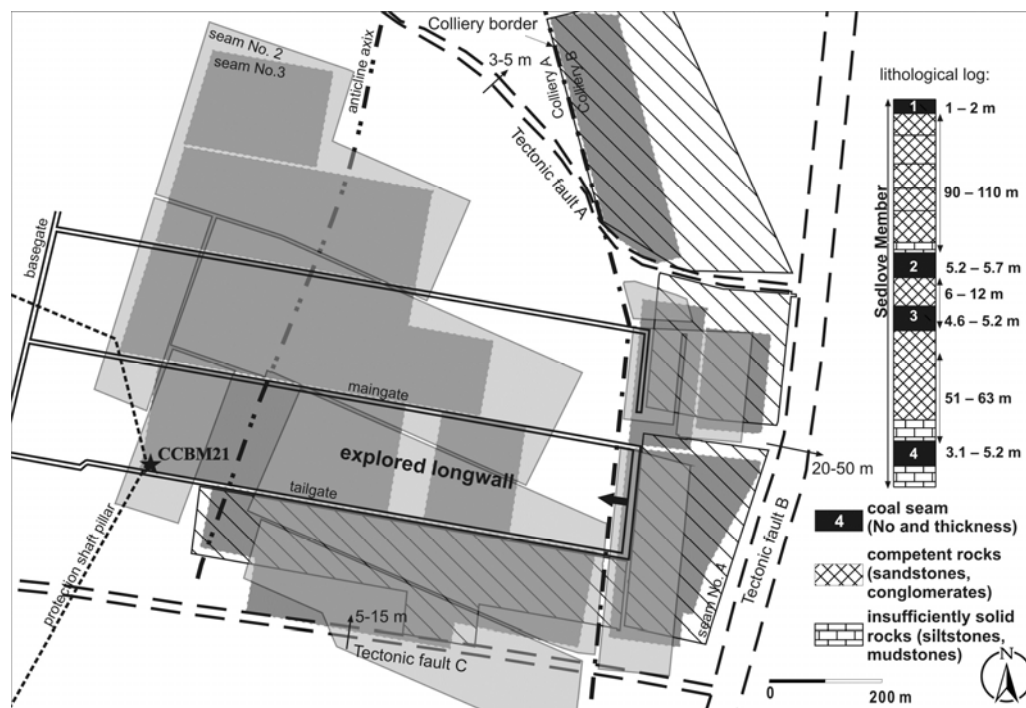 seam No. 2
seam No.3
anticline axix
Colliery border
3-5 m
Colliery A
Colliery B
Tectonic fault A
basegate
maingate
explored longwall
CCBM21
tailgate
protection shaft pillar
5-15 m
Tectonic fault C
seam No. 4
Tectonic fault B
20-50 m
lithological log:
Sedlove Member
1
1 – 2 m
90 – 110 m
2
5.2 – 5.7 m
6 – 12 m
3
4.6 – 5.2 m
51 – 63 m
4
3.1 – 5.2 m
4
coal seam
(No and thickness)
competent rocks
(sandstones,
conglomerates)
insufficiently solid
rocks (siltstones,
mudstones)
N
0
200 m